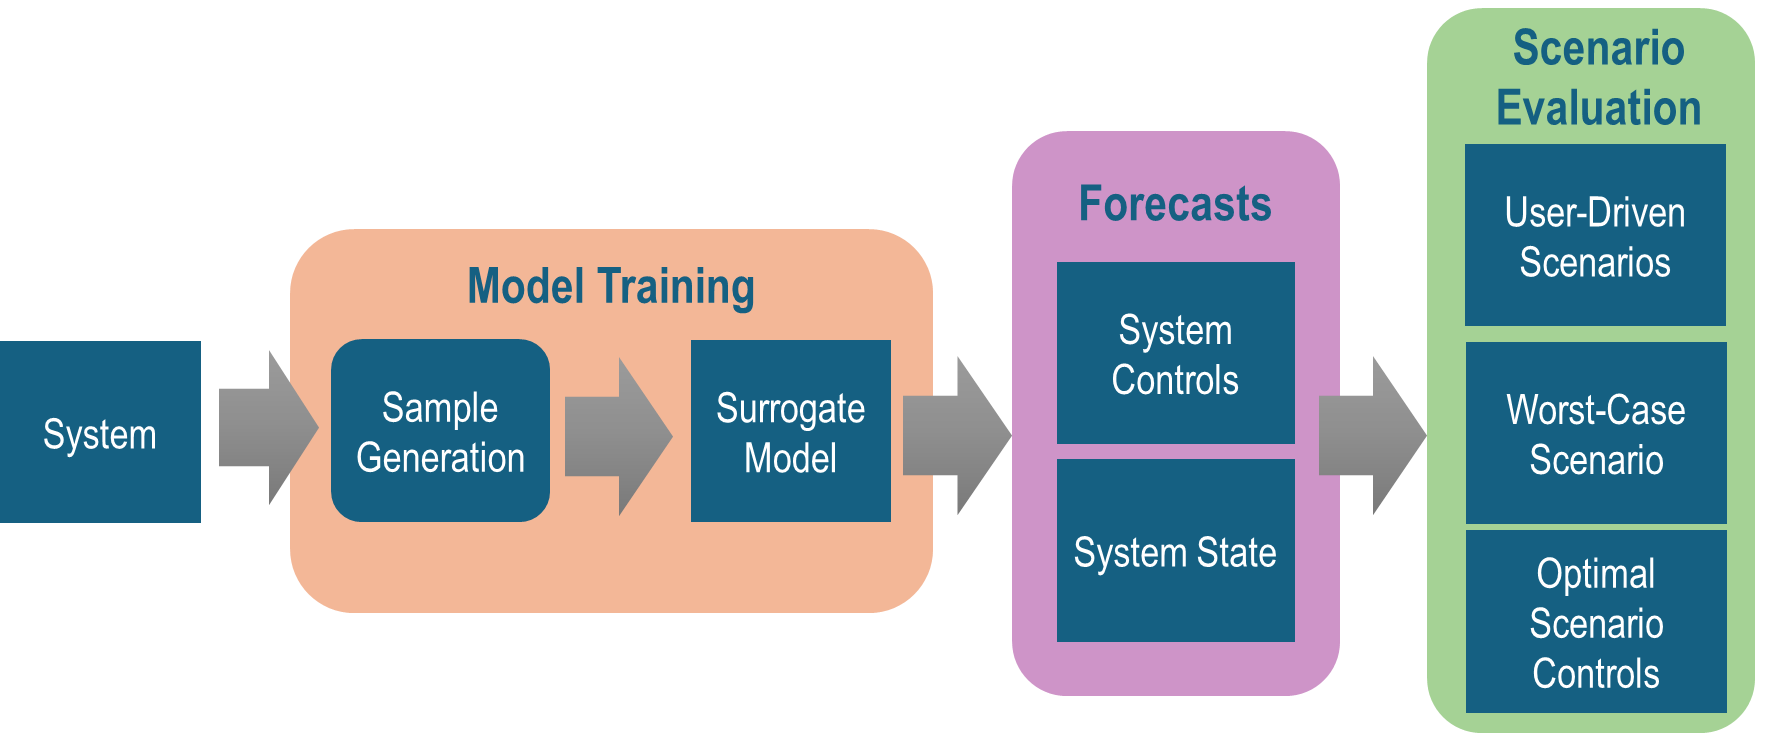 System
Model Training
Sample
Generation
Surrogate
Model
Forecasts
System
Controls
System State
Scenario
Evaluation
User-Driven
Scenarios
Worst-Case
Scenario
Optimal
Scenario
Controls